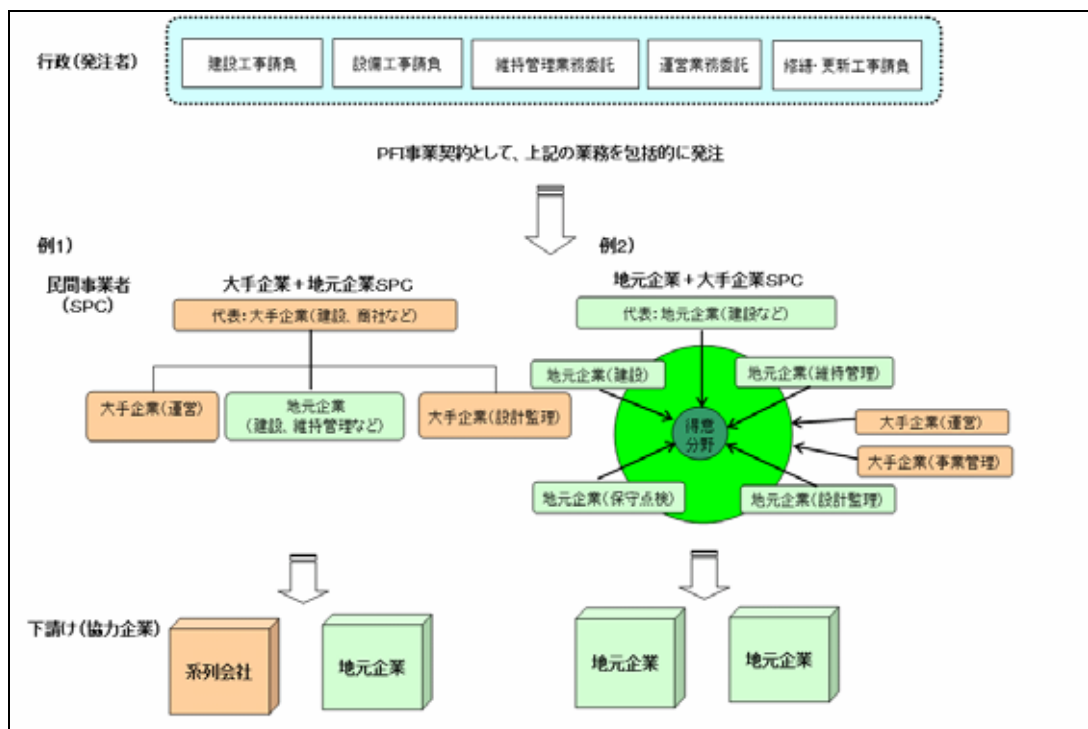 行政(発注者)
建設工事請負
設備工事請負
維持管理業務委託
運営業務委託
修繕・更新工事請負
PFI事業契約として、上記の業務を包括的に発注
例1)
民間事業者
(SPC)
大手企業+地元企業SPC
代表:大手企業(建設、商社など)
大手企業(運営)
地元企業
(建設、維持管理など)
大手企業(設計監理)
例2)
地元企業+大手企業SPC
代表:地元企業(建設など)
地元企業(建設)
地元企業(維持管理)
得意
分野
大手企業(運営)
大手企業(事業管理)
地元企業(保守点検)
地元企業(設計監理)
下請け(協力企業)
系列会社
地元企業
地元企業
地元企業